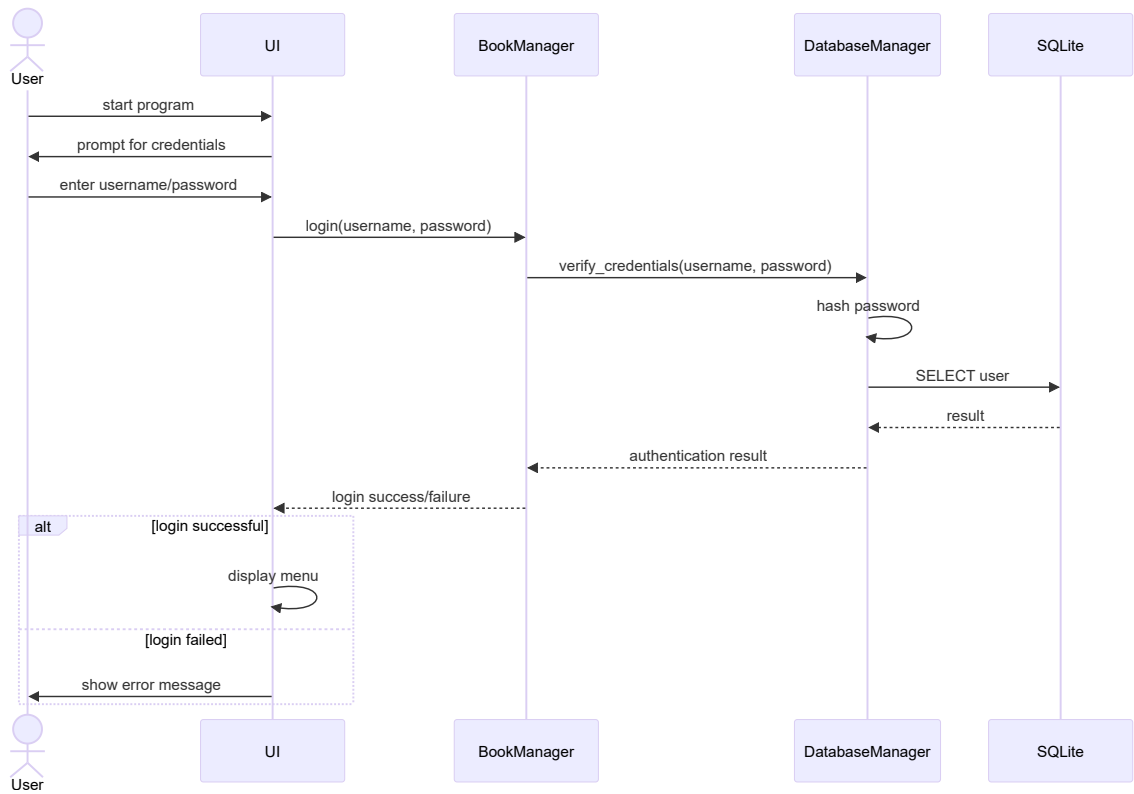 User
UI
BookManager
DatabaseManager
SQLite
start program
prompt for credentials
enter username/password
login(username, password)
verify_credentials(username, password)
hash password
SELECT user
result
authentication result
login success/failure
alt
[login successful]
display menu
[login failed]
show error message
User
UI
BookManager
DatabaseManager
SQLite